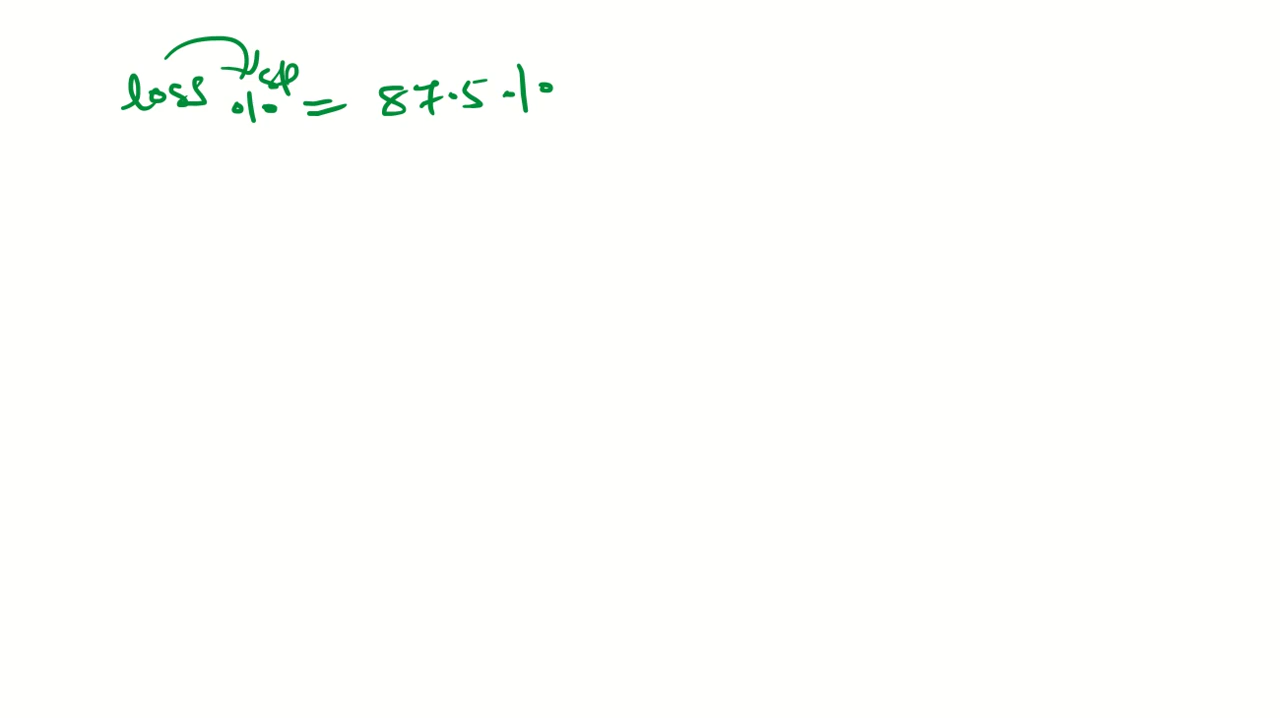 loss % = 87.5 %